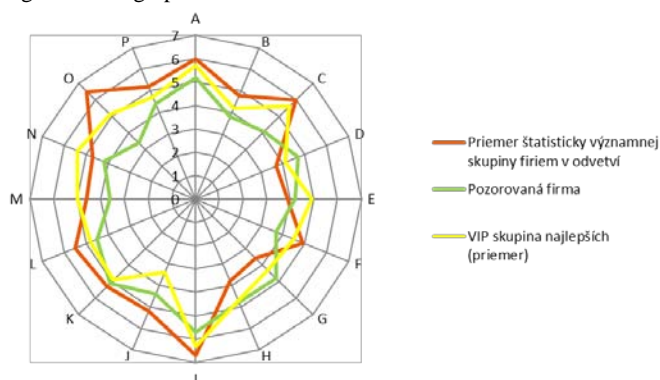 A
B
C
D
E
F
G
H
I
J
K
L
M
N
O
P
7
6
5
4
3
2
1
0
Priemer štatisticky významnej
skupiny firiem v odvetví
Pozorovaná firma
VIP skupina najlepších
(priemer)